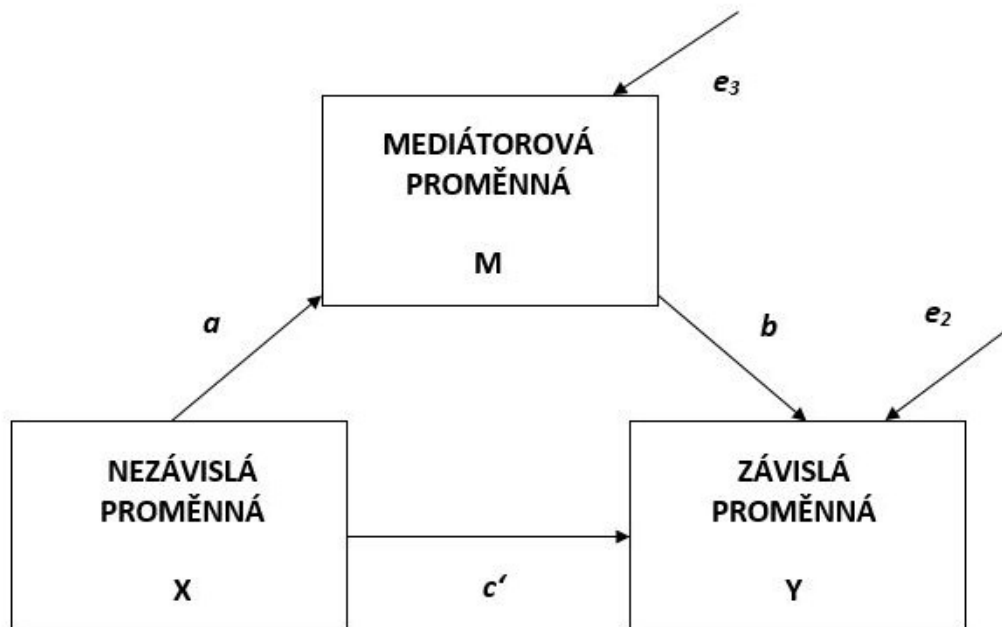 e₃
MEDIÁTOROVÁ
PROMĚNNÁ
M
a
b
e₂
NEZÁVISLÁ
PROMĚNNÁ
X
c‘
ZÁVISLÁ
PROMĚNNÁ
Y